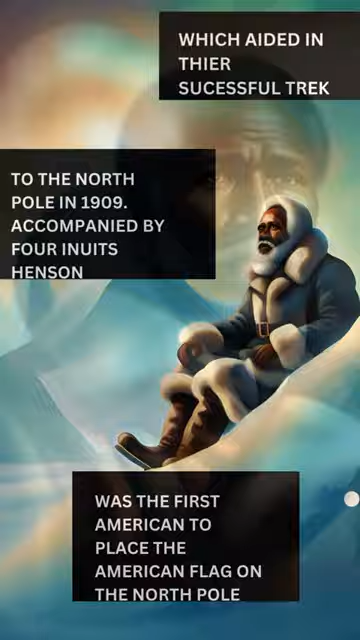 WHICH AIDED IN
THIER
SUCESSFUL TREK
TO THE NORTH
POLE IN 1909.
ACCOMPANIED BY
FOUR INUITS
HENSON
WAS THE FIRST
AMERICAN TO
PLACE THE
AMERICAN FLAG ON
THE NORTH POLE